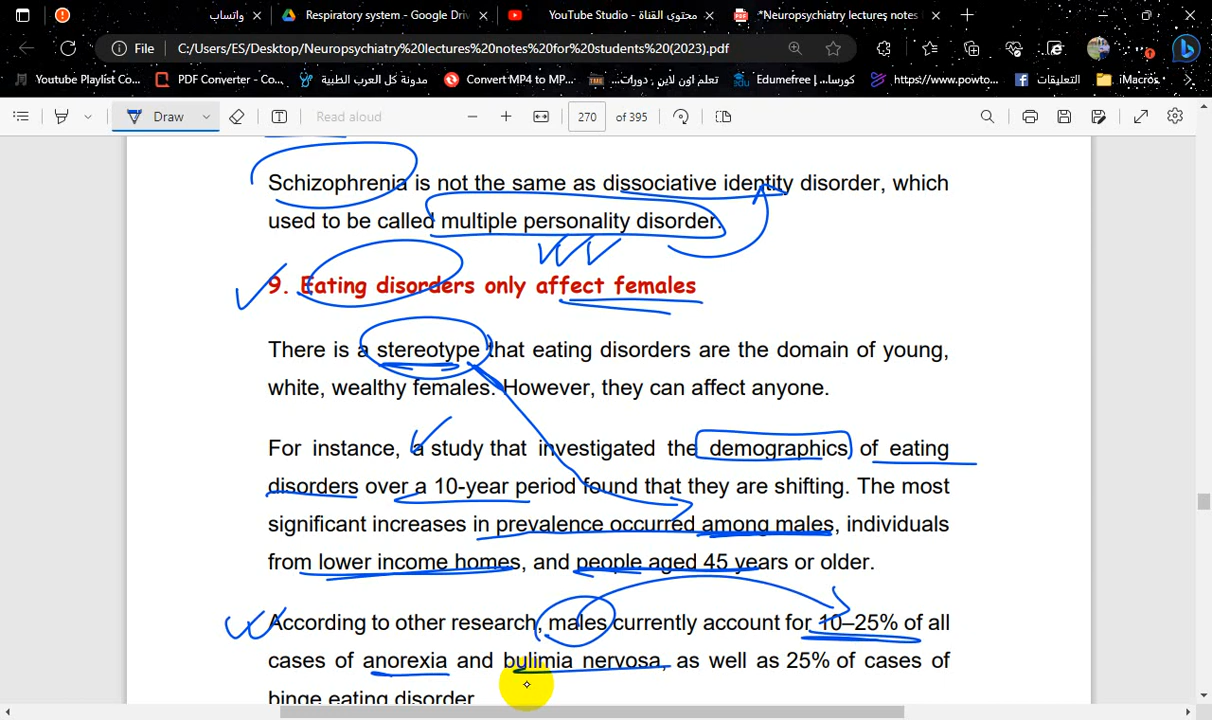 واتساب
Respiratory system - Google Driv
YouTube Studio - محتوى القناة
PDF
*Neuropsychiatry lectures notes
File
C:/Users/ES/Desktop/Neuropsychiatry%20lectures%20notes%20for%20students%20(2023).pdf
Youtube Playlist Co...
PDF Converter - Co...
مدونة كل العرب الطبية
Convert MP4 to MP...
تعلم اون لاين , دورات...
Edumefree | كورسا...
https://www.powto...
التعليقات
iMacros
Draw
Read aloud
270
of 395
Schizophrenia is not the same as dissociative identity disorder, which
used to be called multiple personality disorder.
9. Eating disorders only affect females
There is a stereotype that eating disorders are the domain of young,
white, wealthy females. However, they can affect anyone.
For instance, a study that investigated the demographics of eating
disorders over a 10-year period found that they are shifting. The most
significant increases in prevalence occurred among males, individuals
from lower income homes, and people aged 45 years or older.
According to other research, males currently account for 10–25% of all
cases of anorexia and bulimia nervosa, as well as 25% of cases of
binge eating disorder.